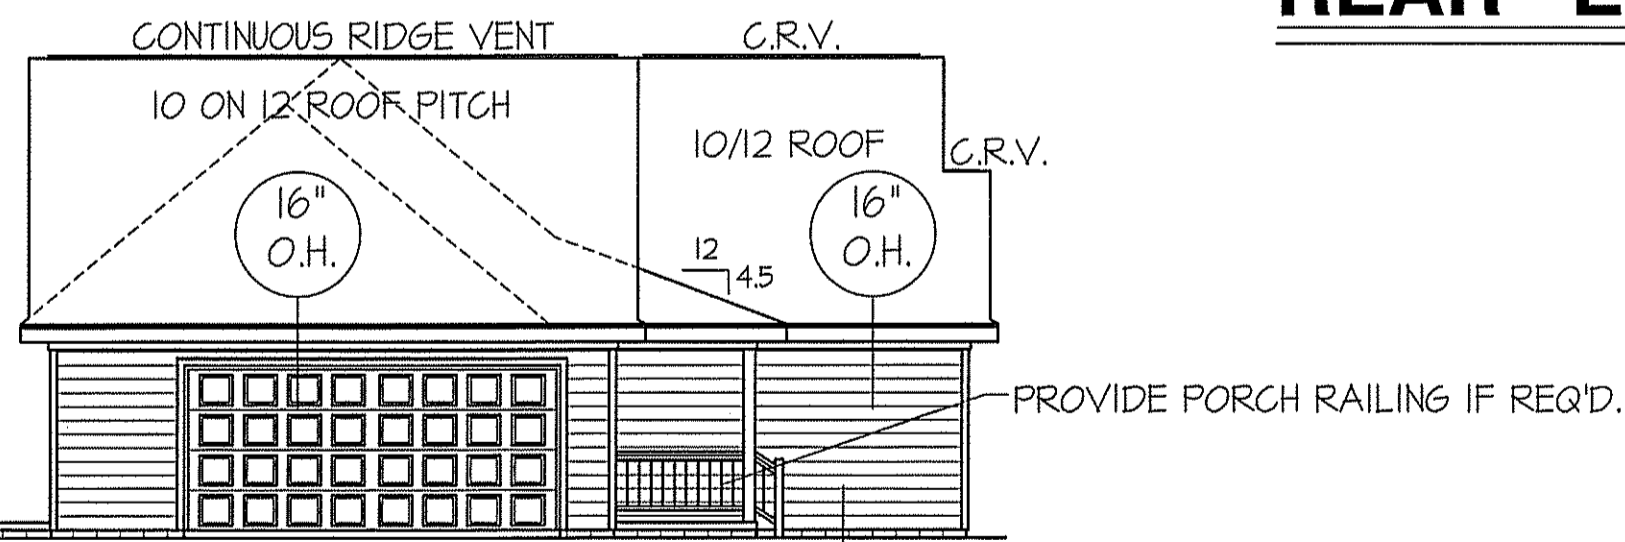 REAR
CONTINUOUS RIDGE VENT
C.R.V.
10 ON 12 ROOF PITCH
10/12 ROOF
C.R.V.
16"
O.H.
16"
O.H.
12
4.5
PROVIDE PORCH RAILING IF REQ'D.